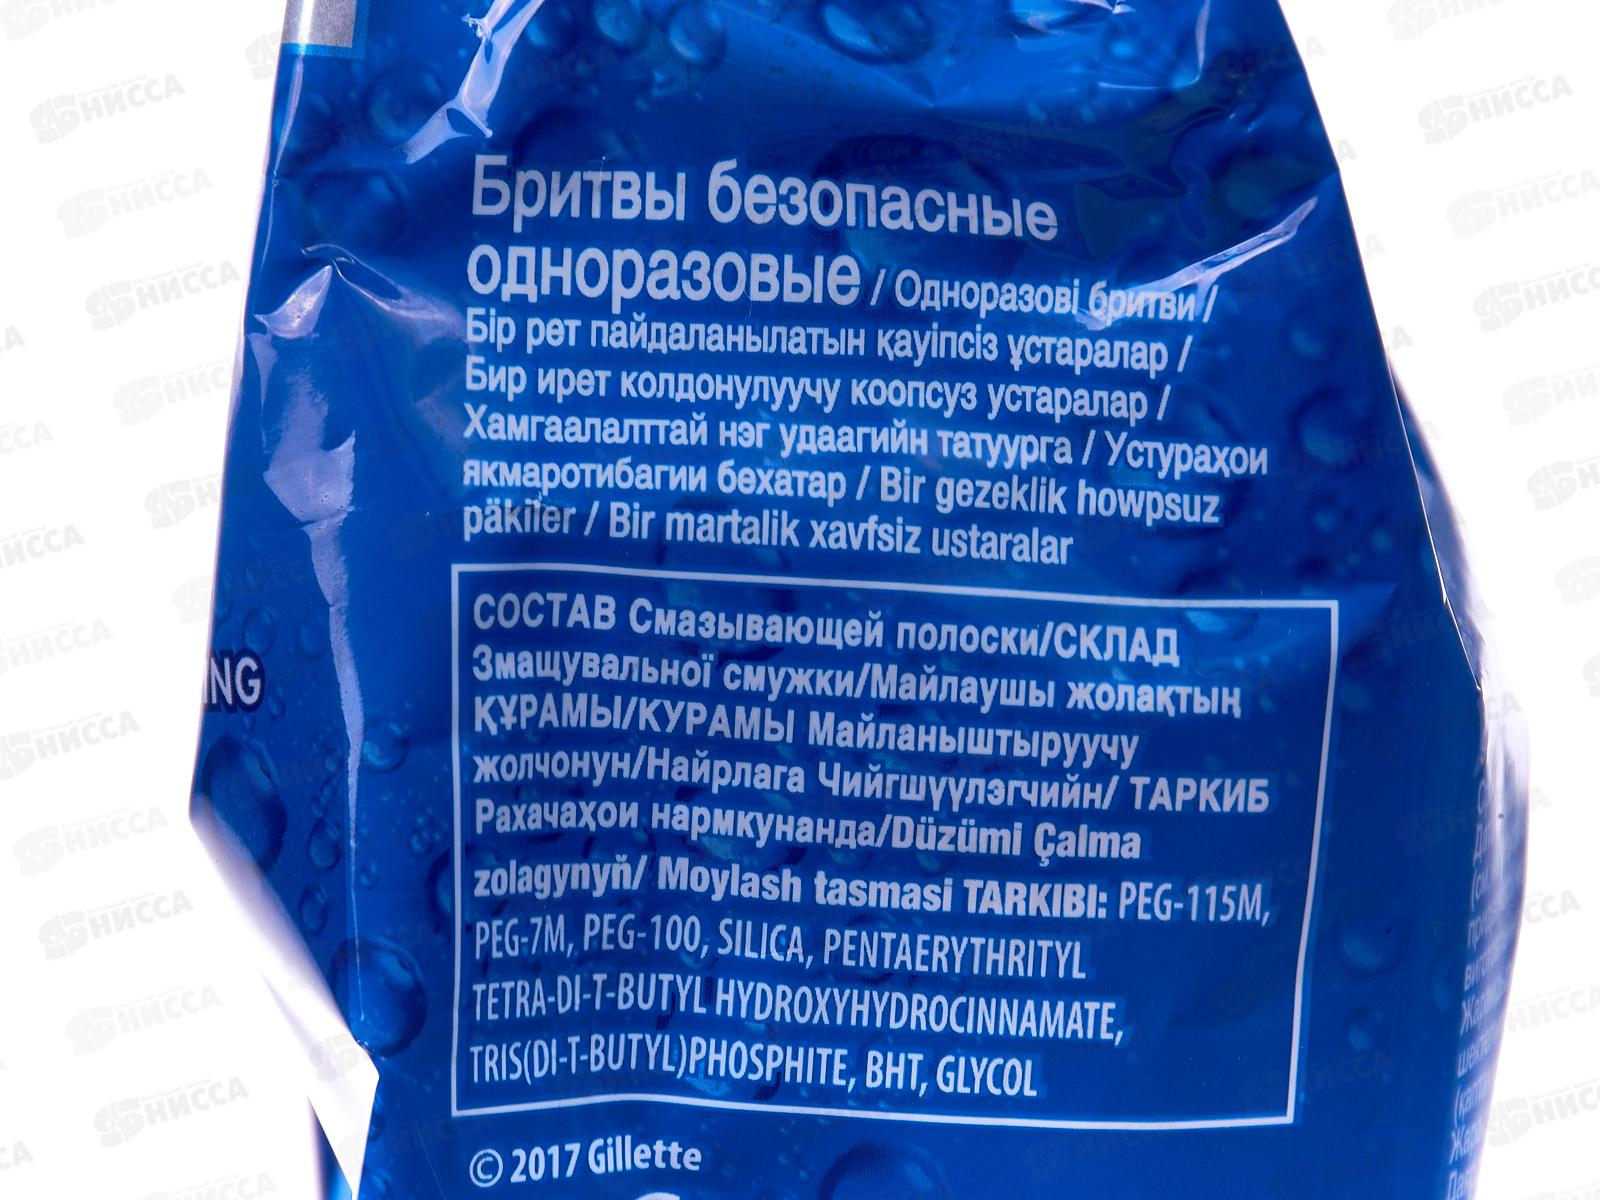 Бритвы безопасные
одноразовые / Одноразові бритви /
Бір рет пайдаланылатын қауіпсіз ұстаралар /
Бир ирет колдонулуучу коопсуз устаралар /
Хамгаалалттай нэг удаагийн татуурга / Устураҳои
якмаротибагии бехатар / Bir gezeklik howpsuz
päkiler / Bir martalik xavfsiz ustaralar
СОСТАВ Смазывающей полоски/СКЛАД
Змащувальної смужки/Майлаушы жолақтың
ҚҰРАМЫ/КУРАМЫ Майланыштыруучу
жолчонун/Найрлага Чийгшүүлэгчийн/ ТАРКИБ
Рахачаҳои нармкунанда/Düzümi Çalma
zolagynyň/ Moylash tasmasi TARKIBI: PEG-115M,
PEG-7M, PEG-100, SILICA, PENTAERYTHRITYL
TETRA-DI-T-BUTYL HYDROXYHYDROCINNAMATE,
TRIS(DI-T-BUTYL)PHOSPHITE, BHT, GLYCOL
© 2017 Gillette
ING
НИССА